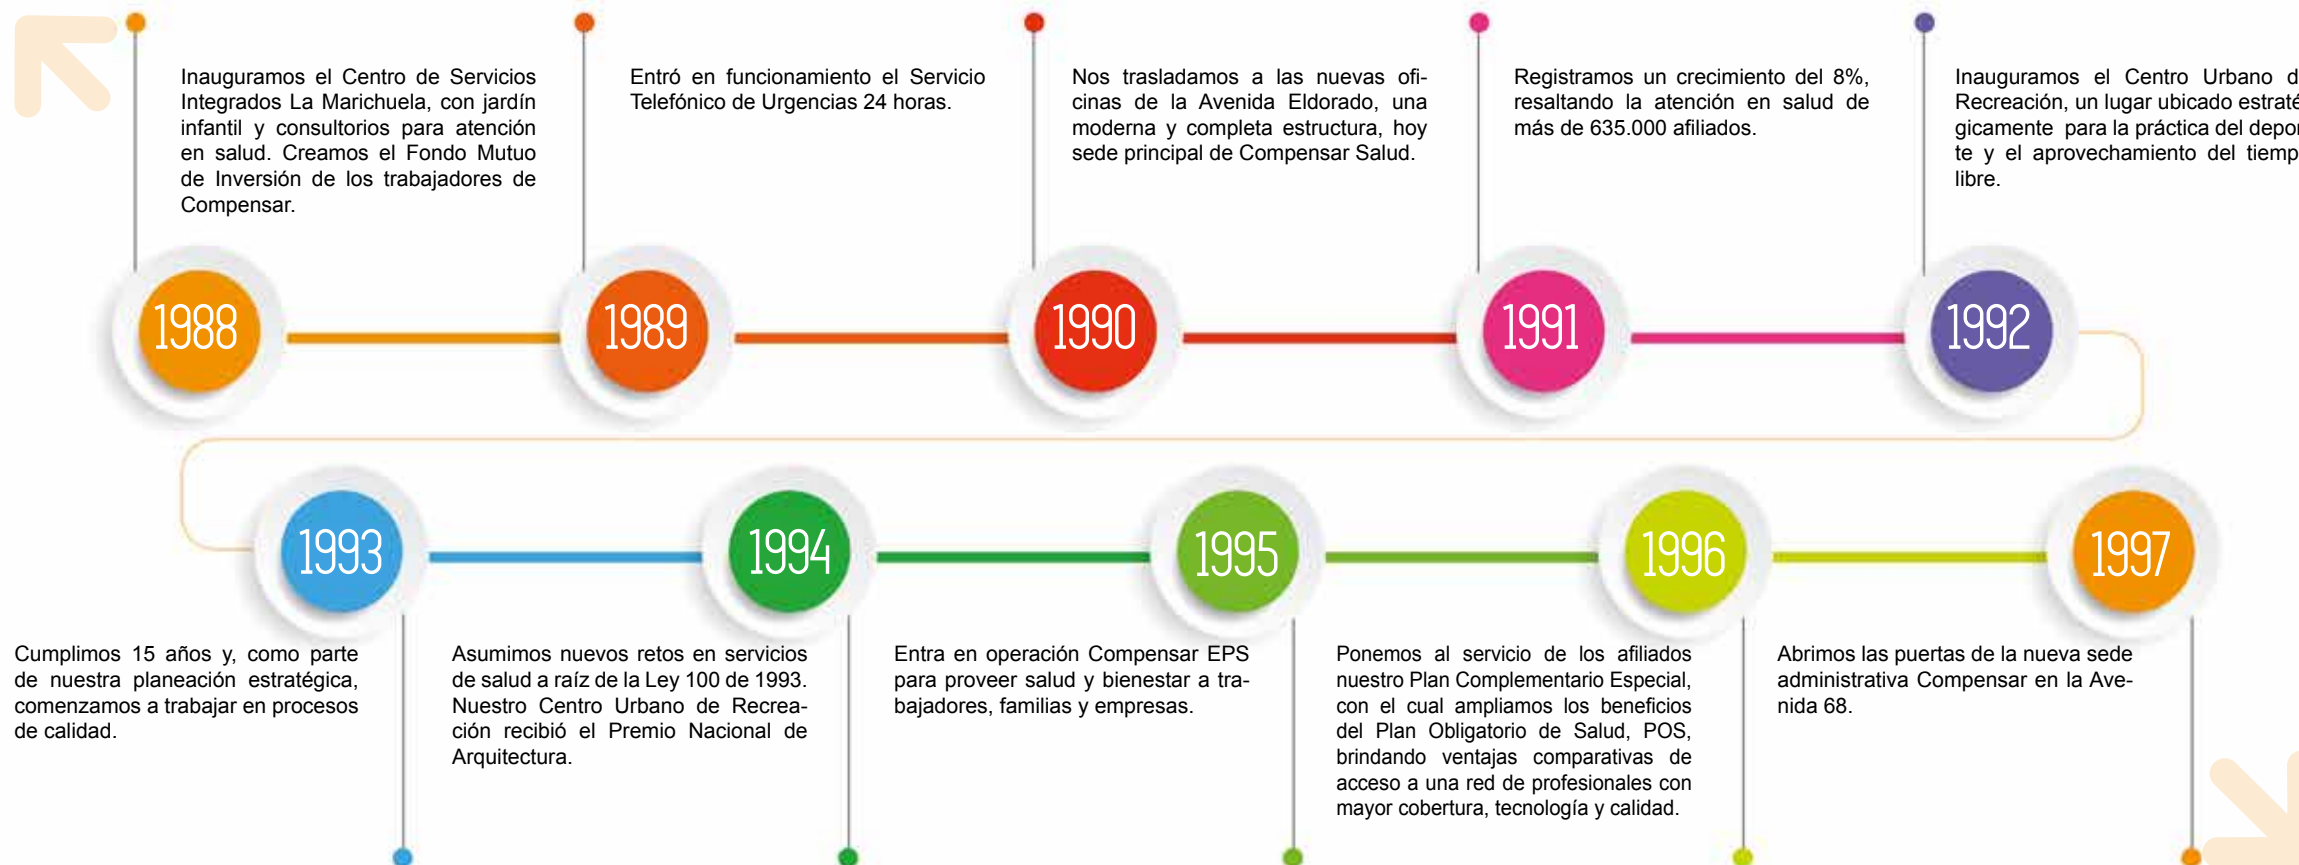 Inauguramos el Centro de Servicios
Integrados La Marichuela, con jardín
infantil y consultorios para atención
en salud. Creamos el Fondo Mutuo
de Inversión de los trabajadores de
Compensar.
Entró en funcionamiento el Servicio
Telefónico de Urgencias 24 horas.
Nos trasladamos a las nuevas ofi-
cinas de la Avenida Eldorado, una
moderna y completa estructura, hoy
sede principal de Compensar Salud.
Registramos un crecimiento del 8%,
resaltando la atención en salud de
más de 635.000 afiliados.
Inauguramos el Centro Urbano d
Recreación, un lugar ubicado estraté
gicamente para la práctica del depor
te y el aprovechamiento del tiemp
libre.
1988
1989
1990
1991
1992
1993
1994
1995
1996
1997
Cumplimos 15 años y, como parte
de nuestra planeación estratégica,
comenzamos a trabajar en procesos
de calidad.
Asumimos nuevos retos en servicios
de salud a raíz de la Ley 100 de 1993.
Nuestro Centro Urbano de Recrea-
ción recibió el Premio Nacional de
Arquitectura.
Entra en operación Compensar EPS
para proveer salud y bienestar a tra-
bajadores, familias y empresas.
Ponemos al servicio de los afiliados
nuestro Plan Complementario Especial,
con el cual ampliamos los beneficios
del Plan Obligatorio de Salud, POS,
brindando ventajas comparativas de
acceso a una red de profesionales con
mayor cobertura, tecnología y calidad.
Abrimos las puertas de la nueva sede
administrativa Compensar en la Ave-
nida 68.